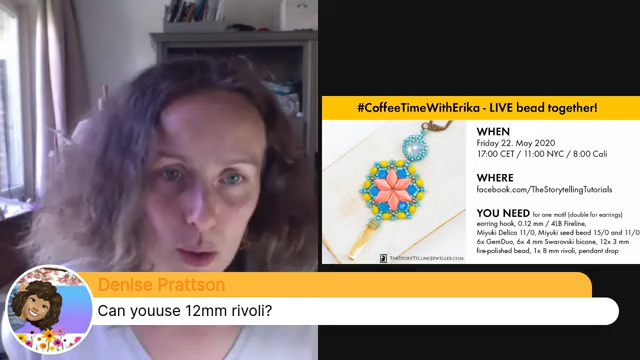 #CoffeeTimeWithErika - LIVE bead together!
WHEN
Friday 22. May 2020
17:00 CET / 11:00 NYC / 8:00 Cali
WHERE
facebook.com/TheStorytellingTutorials
YOU NEED for one motif (double for earrings)
earring hook, 0.12 mm / 4LB Fireline,
Miyuki Delica 11/0, Miyuki seed bead 15/0 and 11/0
6x GemDuo, 6x 4 mm Swarovski bicone, 12x 3 mm
fire-polished bead, 1x 8 mm rivoli, pendant drop
THESTORYTELLINGJEWELLER.COM
Denise Prattson
Can youuse 12mm rivoli?